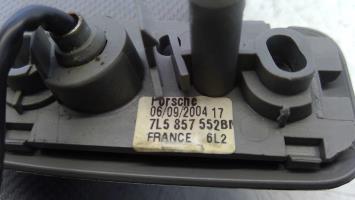 Porsche
06/09/2004 17
7L5 857 552B
FRANCE 6L2